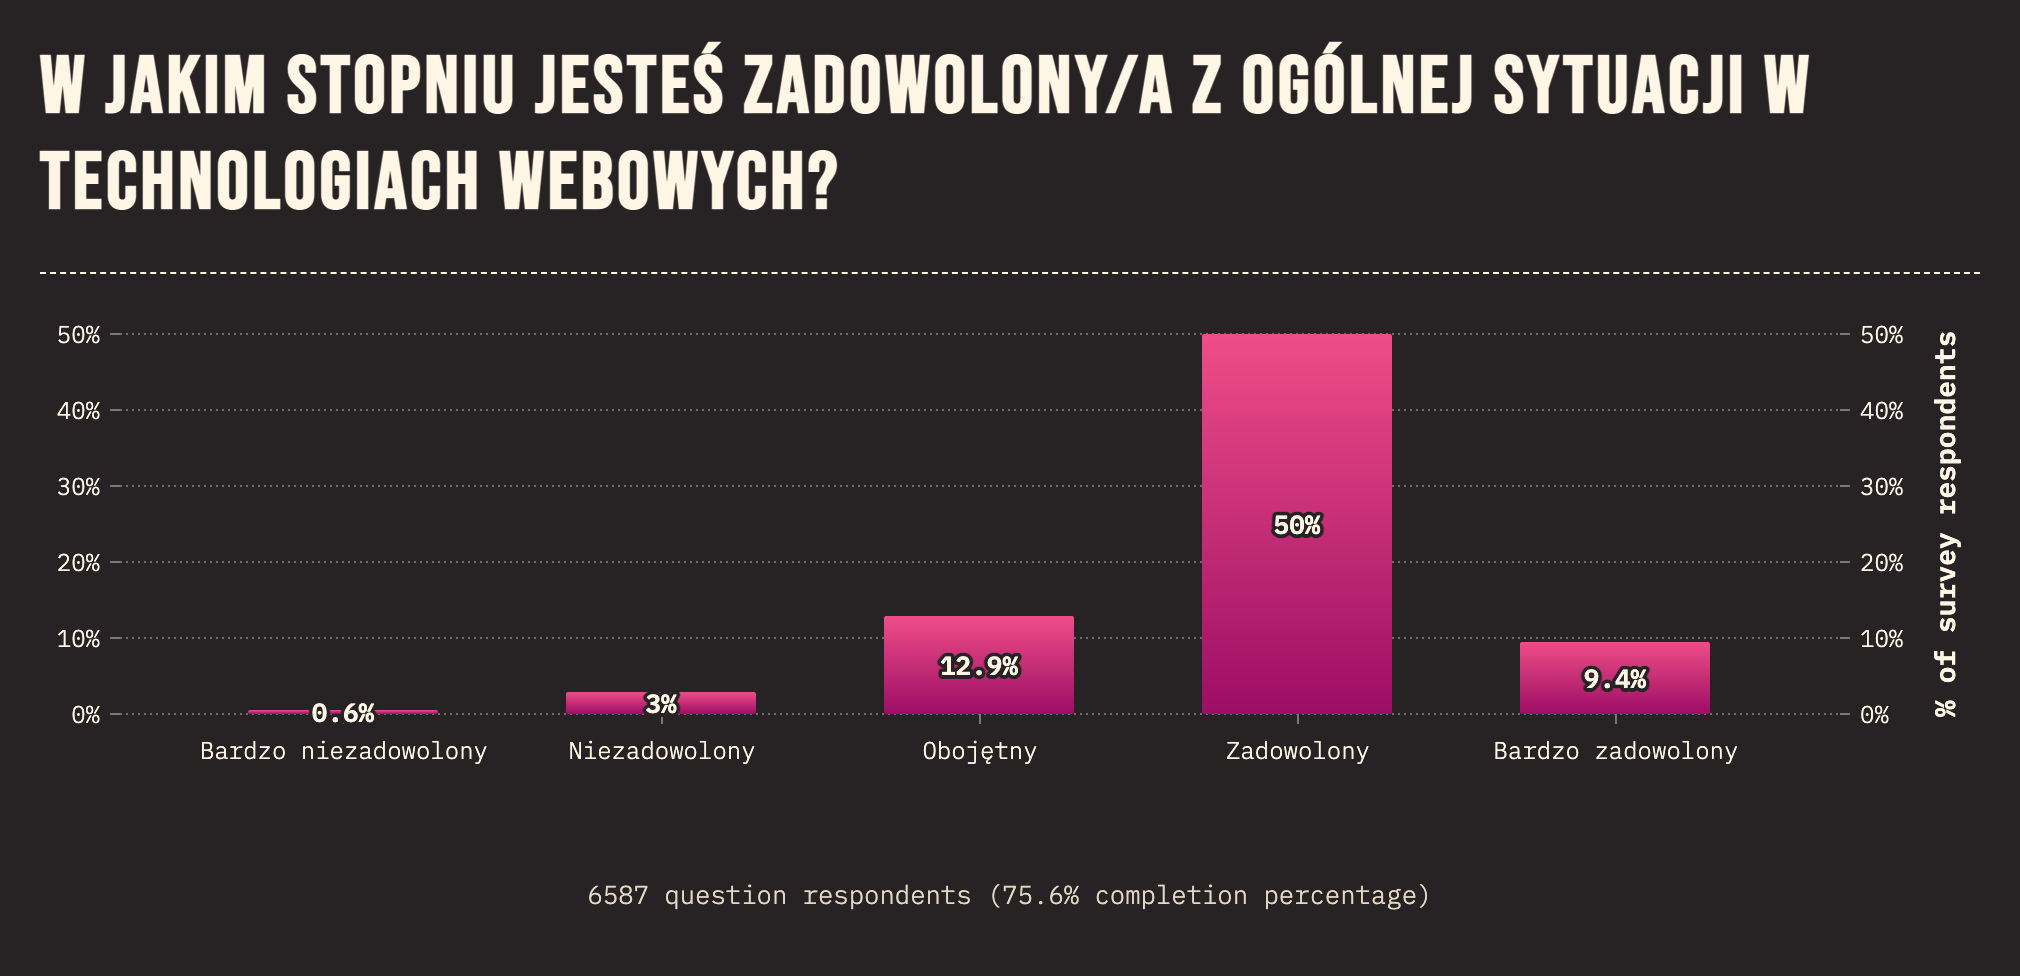 W JAKIM STOPNIU JESTEŚ ZADOWOLONY/A Z OGÓLNEJ SYTUACJI W
TECHNOLOGIACH WEBOWYCH?
50%
40%
30%
20%
10%
0%
0.6%
3%
12.9%
50%
9.4%
50%
40%
30%
20%
10%
0%
% of survey respondents
Bardzo niezadowolony
Niezadowolony
Obojętny
Zadowolony
Bardzo zadowolony
6587 question respondents (75.6% completion percentage)